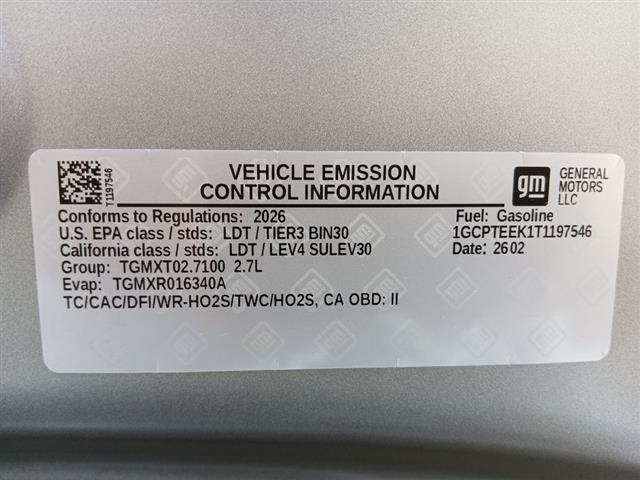 T1197546
VEHICLE EMISSION
CONTROL INFORMATION
gm
GENERAL
MOTORS
LLC
Conforms to Regulations: 2026
Fuel: Gasoline
U.S. EPA class / stds: LDT / TIER3 BIN30
1GCPTEEK1T1197546
California class / stds: LDT / LEV4 SULEV30
Date: 2602
Group: TGMXT02.7100 2.7L
Evap: TGMXR016340A
TC/CAC/DFI/WR-HO2S/TWC/HO2S, CA OBD: II